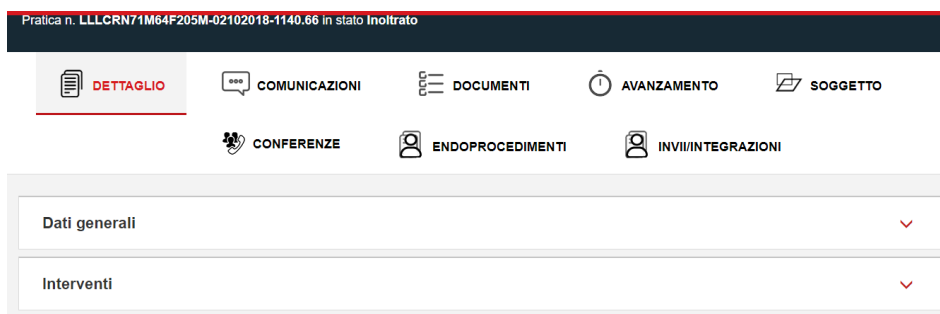 Pratica n. LLLCRN71M64F205M-02102018-1140.66 in stato Inoltrato
DETTAGLIO COMUNICAZIONI DOCUMENTI AVANZAMENTO SOGGETTO
CONFERENZE ENDOPROCEDIMENTI INVII/INTEGRAZIONI
Dati generali
Interventi